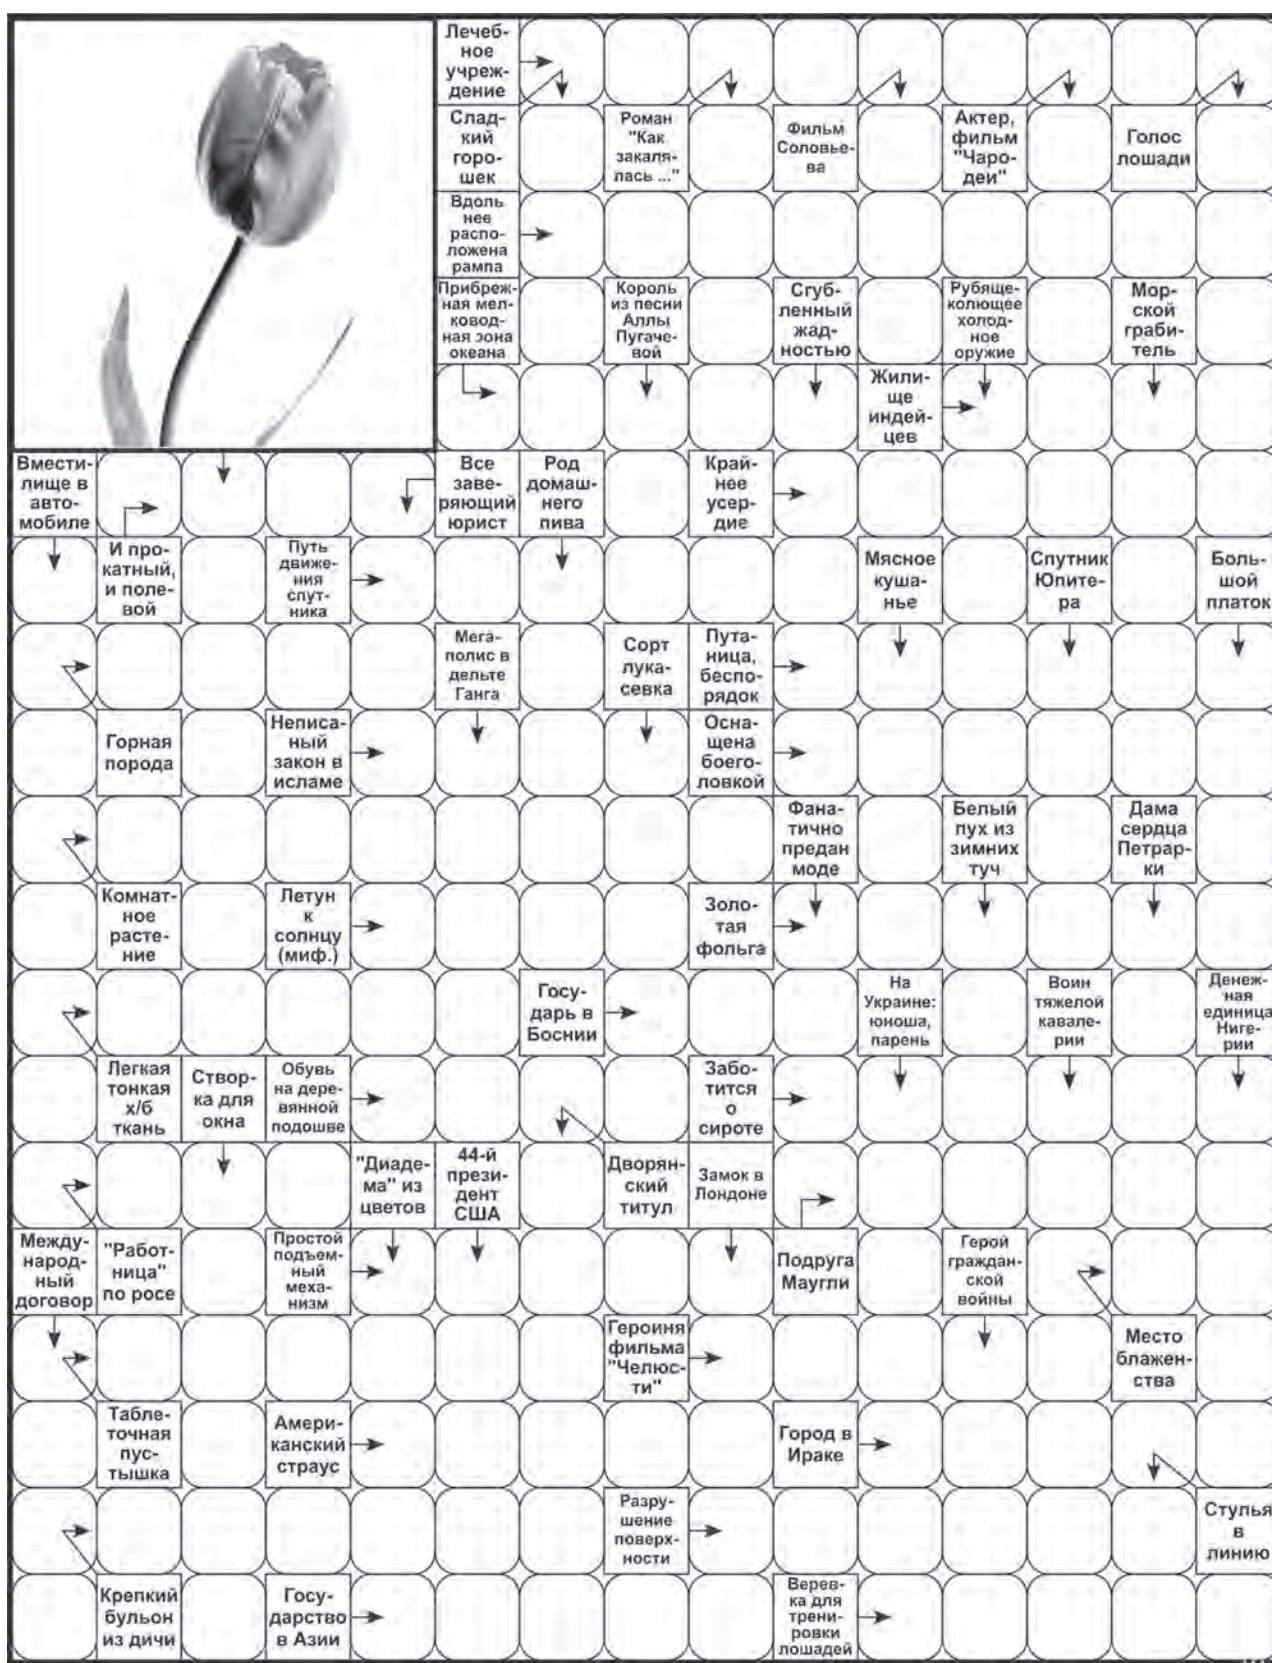 Лечеб-
ное
учреж-
дение
Слад-
кий
горо-
шек
Роман
"Как
закаля-
лась ..."
Фильм
Соловье-
ва
Актер,
фильм
"Чаро-
деи"
Голос
лошади
Вдоль
нее
распо-
ложена
рампа
Прибреж-
ная мел-
ковод-
ная зона
океана
Король
из песни
Аллы
Пугаче-
вой
Сгуб-
ленный
жад-
ностью
Рубяще-
колющее
холод-
ное
оружие
Мор-
ской
граби-
тель
Жили-
ще
индей-
цев
Вмести-
лище в
авто-
мобиле
Все
заве-
ряющий
юрист
Род
домаш-
него
пива
Край-
нее
усер-
дие
И про-
катный,
и поле-
вой
Путь
движе-
ния
спут-
ника
Мясное
куша-
нье
Спутник
Юпите-
ра
Боль-
шой
платок
Мега-
полис в
дельте
Ганга
Сорт
лука-
севка
Пута-
ница,
беспо-
рядок
Горная
порода
Неписа-
ный
закон в
исламе
Осна-
щена
боего-
ловкой
Фана-
тично
предан
моде
Белый
пух из
зимних
туч
Дама
сердца
Петрар-
ки
Комнат-
ное
расте-
ние
Летун
к
солнцу
(миф.)
Золо-
тая
фольга
Госу-
дарь в
Боснии
На
Украине:
юноша,
парень
Воин
тяжелой
кавале-
рии
Денеж-
ная
единица
Ниге-
рии
Легкая
тонкая
х/б
ткань
Створ-
ка для
окна
Обувь
на дере-
вянной
подошве
Забо-
тится
о
сироте
"Диаде-
ма" из
цветов
44-й
прези-
дент
США
Дворян-
ский
титул
Замок в
Лондоне
Между-
народ-
ный
договор
"Работ-
ница"
по росе
Простой
подъем-
ный
меха-
низм
Подруга
Маугли
Герой
граждан-
ской
войны
Героиня
фильма
"Челюс-
ти"
Место
блажен-
ства
Табле-
точная
пус-
тышка
Амери-
канский
страус
Город в
Ираке
Разру-
шение
поверх-
ности
Стулья
в
линию
Крепкий
бульон
из дичи
Госу-
дарство
в Азии
Верев-
ка для
трени-
ровки
лошадей